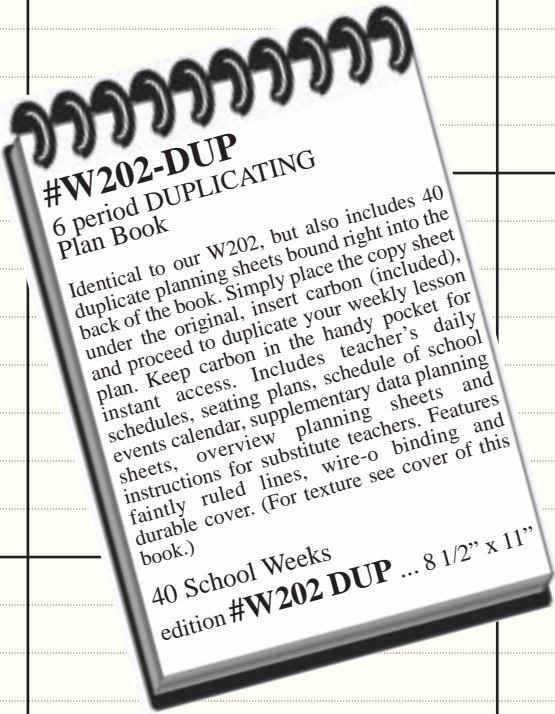 #W202-DUP
6 period DUPLICATING
Plan Book
Identical to our W202, but also includes 40
duplicate planning sheets bound right into the
back of the book. Simply place the copy sheet
under the original, insert carbon (included),
and proceed to duplicate your weekly lesson
plan. Keep carbon in the handy pocket for
instant access. Includes teacher's daily
schedules, seating plans, schedule of school
events calendar, supplementary data planning
sheets, overview planning sheets and
instructions for substitute teachers. Features
faintly ruled lines, wire-o binding and
durable cover. (For texture see cover of this
book.)
40 School Weeks
edition #W202 DUP ... 8 1/2” x 11”